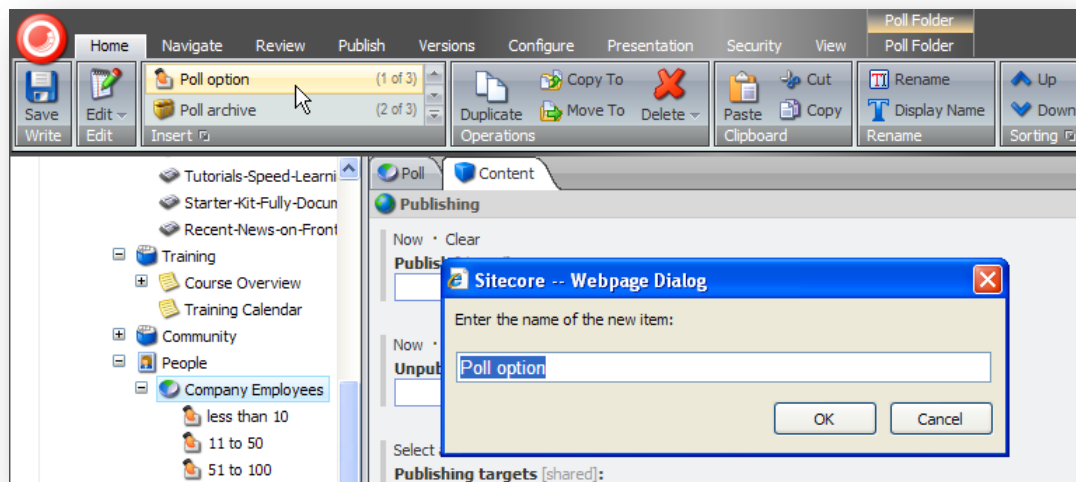 Poll Folder
Home Navigate Review Publish Versions Configure Presentation Security View Poll Folder
Poll option (1 of 3)
Poll archive (2 of 3)
Save
Edit
Duplicate
Copy To
Move To
Delete
Paste
Cut
Copy
Rename
Display Name
Up
Down
Write Edit Insert Operations Clipboard Rename Sorting
Tutorials-Speed-Learni
Starter-Kit-Fully-Docum
Recent-News-on-Front
Training
Course Overview
Training Calendar
Community
People
Company Employees
less than 10
11 to 50
51 to 100
Poll Content
Publishing
Now · Clear
Publis
Now ·
Unpub
Select
Publishing targets [shared]:
Sitecore -- Webpage Dialog
Enter the name of the new item:
Poll option
OK Cancel